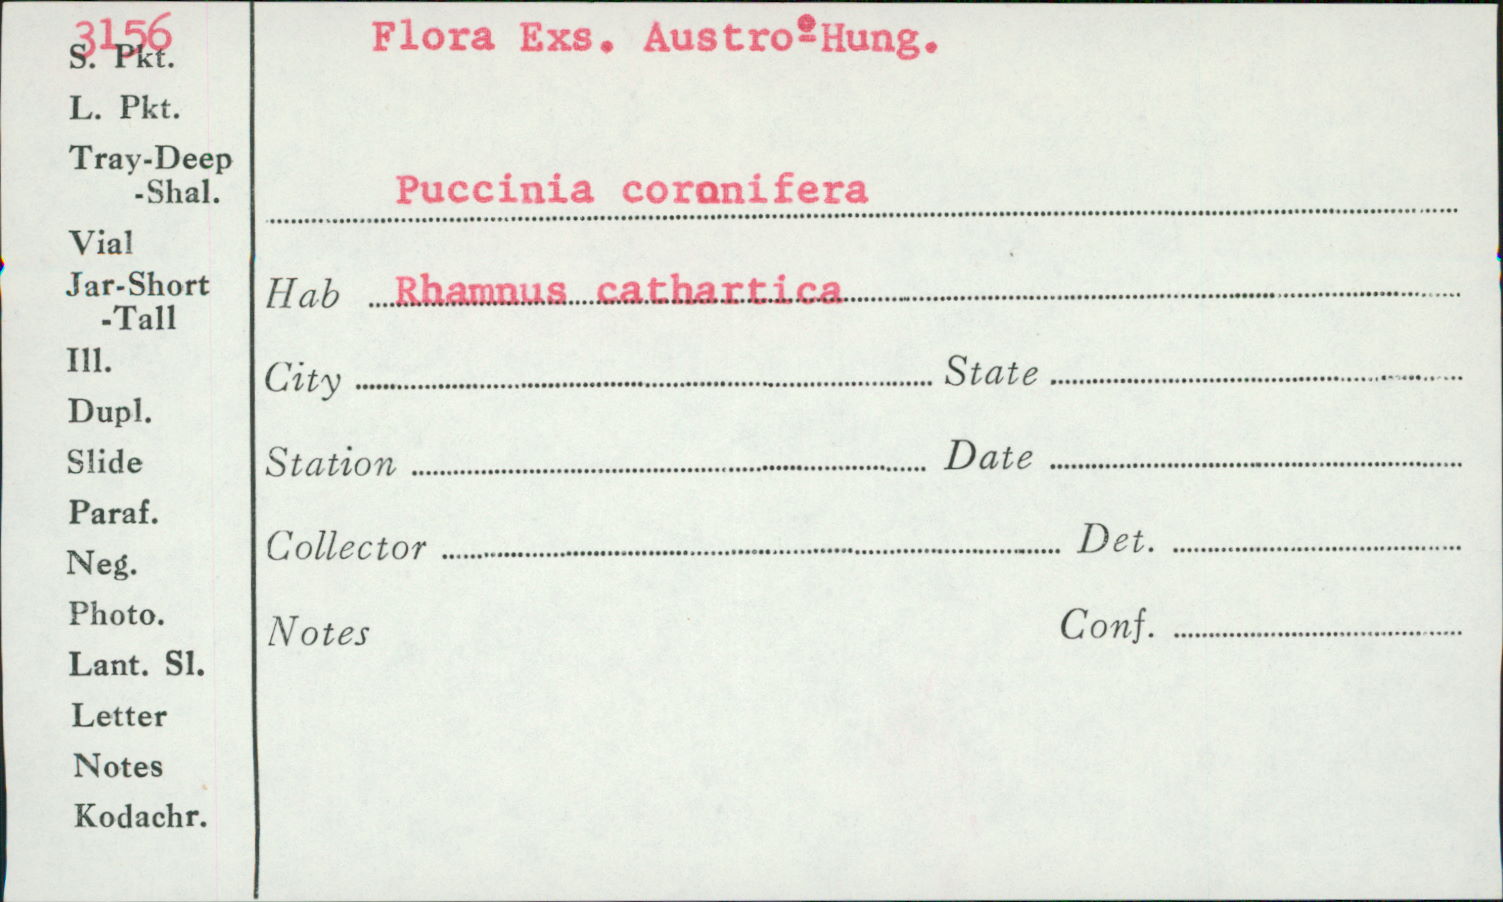 3156
S. Pkt.
L. Pkt.
Tray-Deep
-Shal.
Vial
Jar-Short
-Tall
Ill.
Dupl.
Slide
Paraf.
Neg.
Photo.
Lant. Sl.
Letter
Notes
Kodachr.
Flora Exs. Austro-Hung.
Puccinia coronifera
Hab Rhamnus cathartica
City State
Station Date
Collector Det.
Notes Conf.